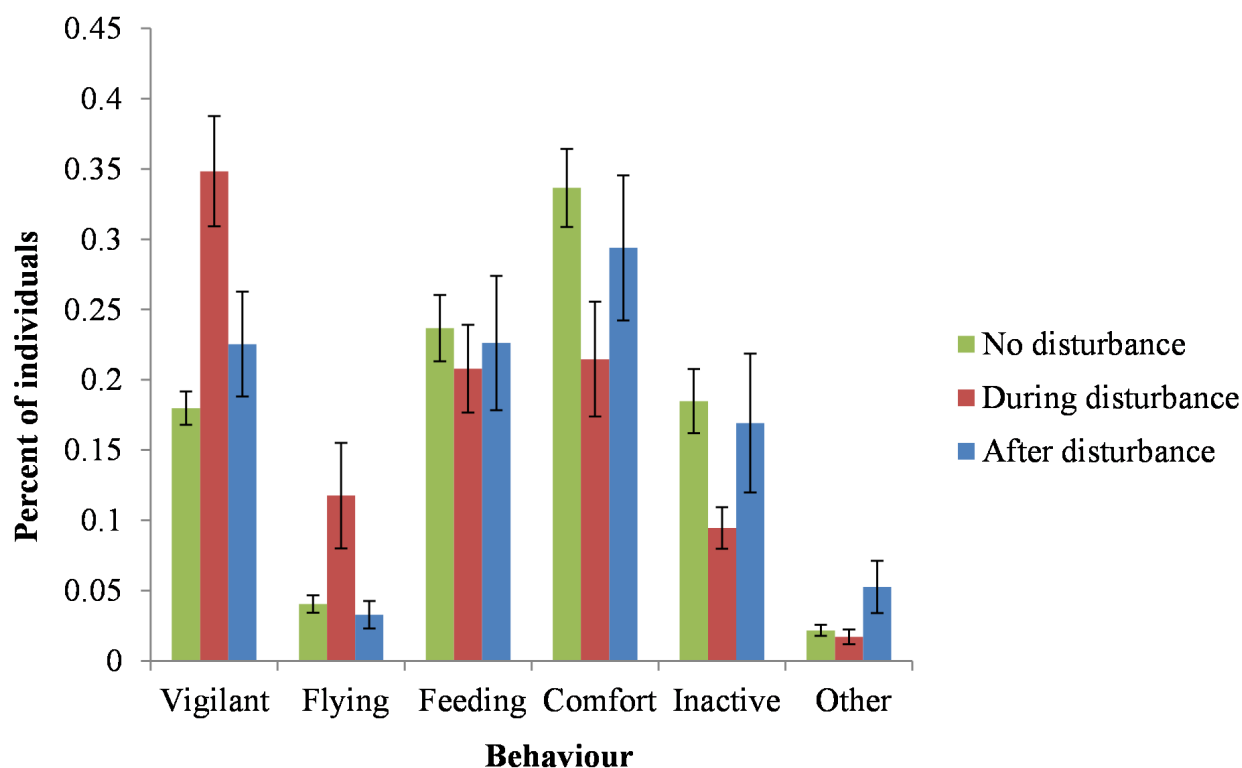 0.45
0.4
0.35
0.3
0.25
0.2
0.15
0.1
0.05
0
Percent of individuals
Vigilant Flying Feeding Comfort Inactive Other
Behaviour
No disturbance
During disturbance
After disturbance